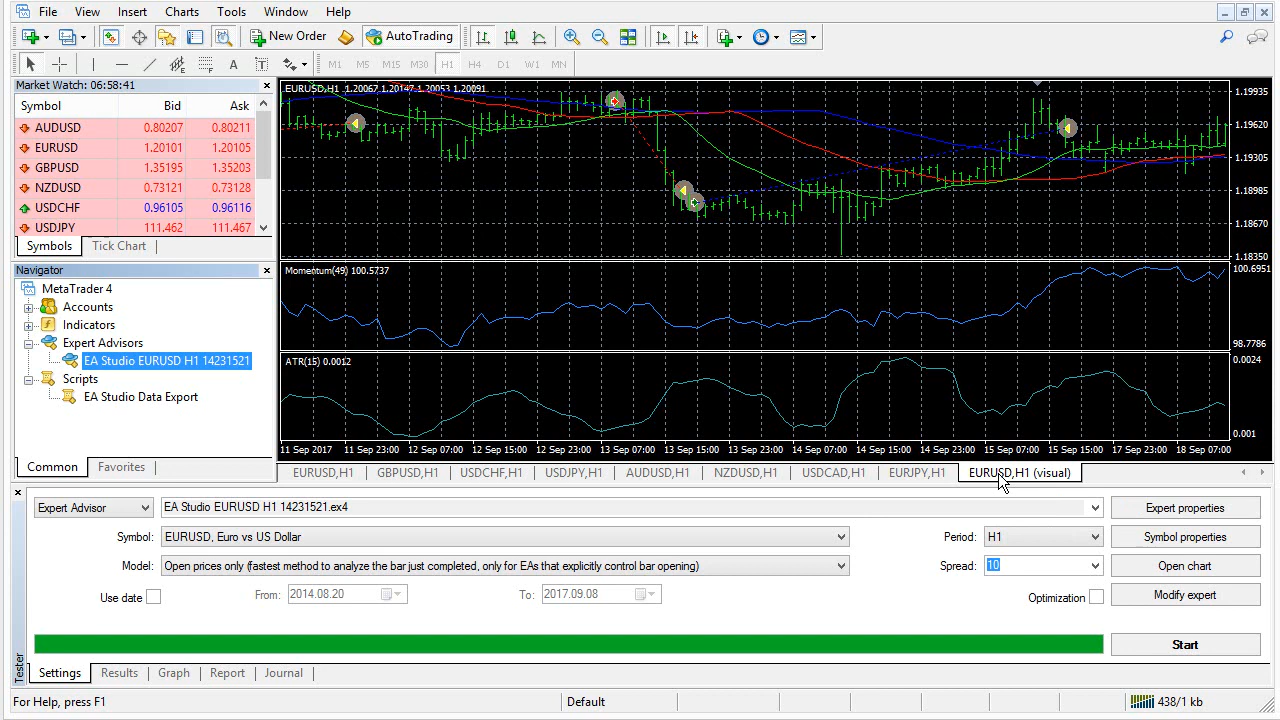 File View Insert Charts Tools Window Help
New Order AutoTrading
A T
M1 M5 M15 M30 H1 H4 D1 W1 MN
Market Watch: 06:58:41
Symbol Bid Ask
AUDUSD 0.80207 0.80211
EURUSD 1.20101 1.20105
GBPUSD 1.35195 1.35203
NZDUSD 0.73121 0.73128
USDCHF 0.96105 0.96116
USDJPY 111.462 111.467
Symbols Tick Chart
Navigator
MetaTrader 4
Accounts
Indicators
Expert Advisors
EA Studio EURUSD H1 14231521
Scripts
EA Studio Data Export
Common Favorites
EURUSD,H1 1.20067 1.20147 1.20053 1.20091
1.19935
1.19620
1.19305
1.18985
1.18670
1.18350
Momentum(49) 100.5737
100.6951
98.7786
ATR(15) 0.0012
0.0024
0.001
11 Sep 2017 11 Sep 23:00 12 Sep 07:00 12 Sep 15:00 12 Sep 23:00 13 Sep 07:00 13 Sep 15:00 13 Sep 23:00 14 Sep 07:00 14 Sep 15:00 14 Sep 23:00 15 Sep 07:00 15 Sep 15:00 17 Sep 23:00 18 Sep 07:00
EURUSD,H1 GBPUSD,H1 USDCHF,H1 USDJPY,H1 AUDUSD,H1 NZDUSD,H1 USDCAD,H1 EURJPY,H1 EURUSD,H1 (visual)
Expert Advisor EA Studio EURUSD H1 14231521.ex4 Expert properties
Symbol: EURUSD, Euro vs US Dollar Period: H1 Symbol properties
Model: Open prices only (fastest method to analyze the bar just completed, only for EAs that explicitly control bar opening) Spread: 10 Open chart
Use date From: 2014.08.20 To: 2017.09.08 Optimization Modify expert
Start
Tester
Settings Results Graph Report Journal
For Help, press F1 Default 438/1 kb